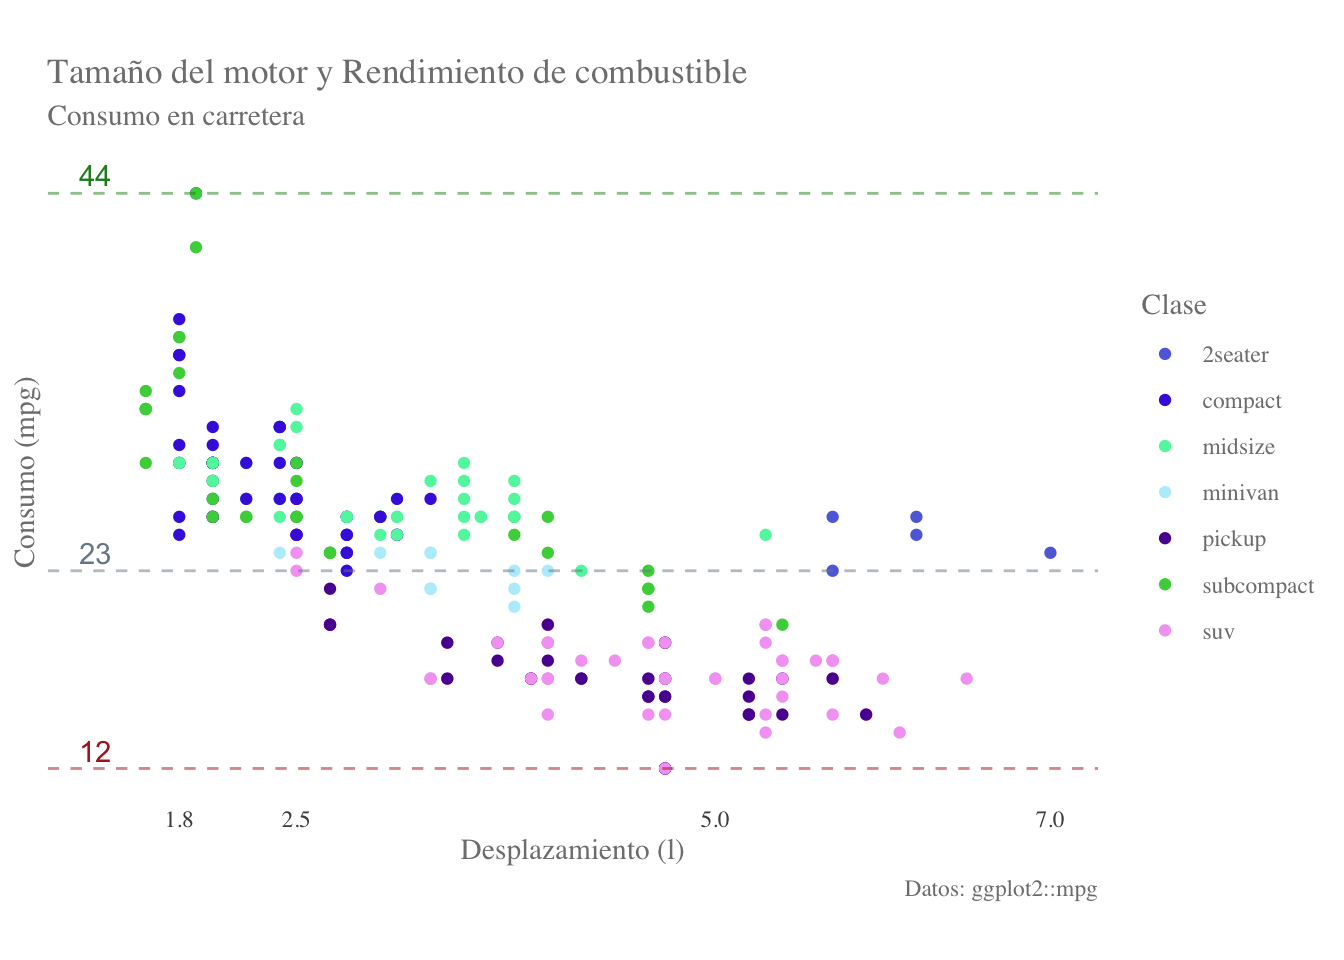 Tamaño del motor y Rendimiento de combustible
Consumo en carretera
44
23
12
Consumo (mpg)
1.8 2.5 5.0 7.0
Desplazamiento (l)
Clase
2seater
compact
midsize
minivan
pickup
subcompact
suv
Datos: ggplot2::mpg